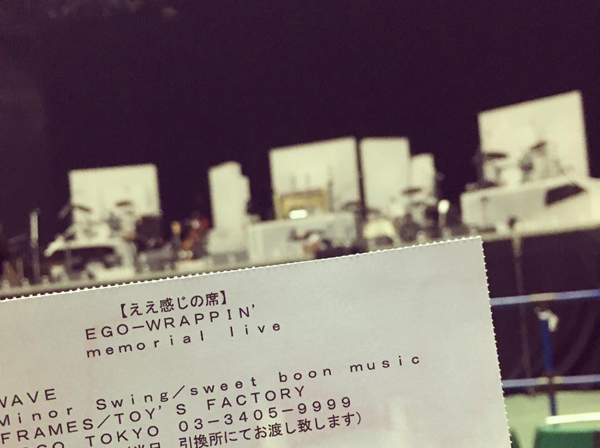 【ええ感じの席】
EGO-WRAPPIN'
memorial live
WAVE
Minor Swing/sweet boon music
FRAMES/TOY'S FACTORY
TOKYO 03-3405-9999
引換所にてお渡し致します)